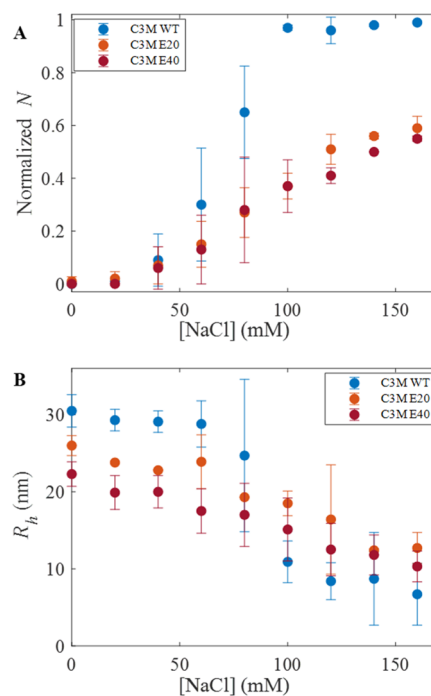 A
C3M WT
C3M E20
C3M E40
1
0.8
0.6
0.4
0.2
0
Normalized N
0
50
100
150
[NaCl] (mM)
B
C3M WT
C3M E20
C3M E40
30
20
10
0
R_h (nm)
0
50
100
150
[NaCl] (mM)